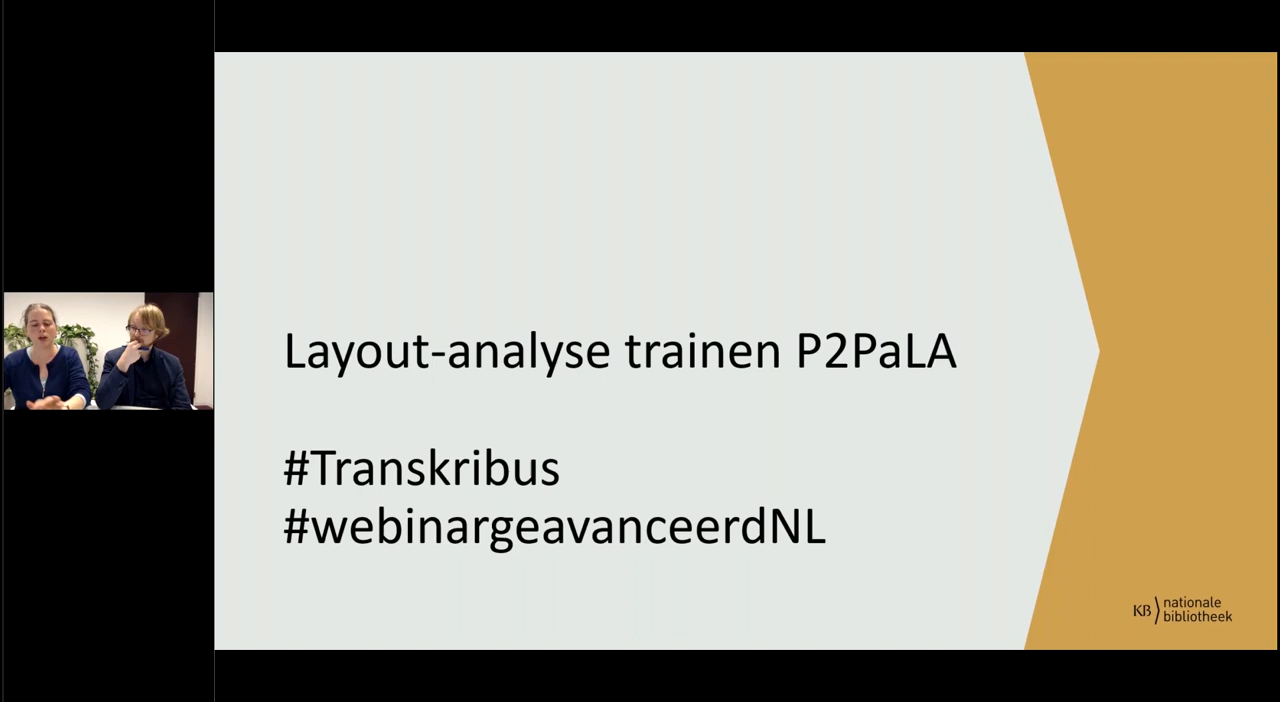 Layout-analyse trainen P2PaLA
#Transkribus
#webinargeavanceerdNL
KB nationale
bibliotheek